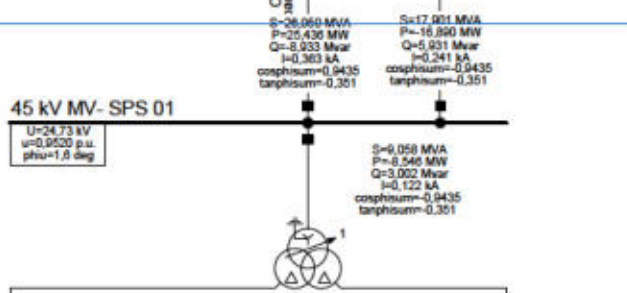 S=26,960 MVA
P=25,436 MW
Q=-8,933 Mvar
I=0,363 kA
cosphisum=0,9435
tanphisum=-0,351
S=17,901 MVA
P=-16,890 MW
Q=5,931 Mvar
I=0,241 kA
cosphisum=-0,9435
tanphisum=-0,351
45 kV MV- SPS 01
U=24,73 kV
u=0,9520 p.u.
phiu=1,6 deg
S=9,058 MVA
P=-8,546 MW
Q=3,002 Mvar
I=0,122 kA
cosphisum=-0,9435
tanphisum=-0,351
1